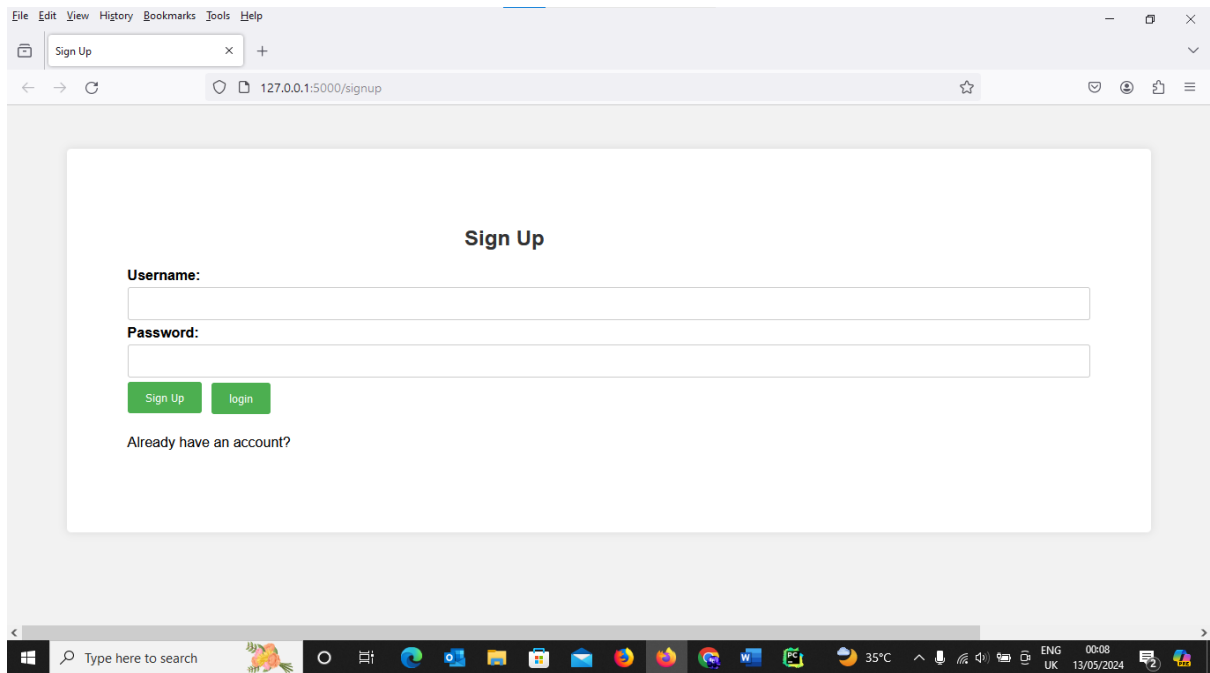 File Edit View History Bookmarks Tools Help
Sign Up
127.0.0.1:5000/signup
Sign Up
Username:
Password:
Sign Up login
Already have an account?
Type here to search 35°C ENG 00:08
UK 13/05/2024 2